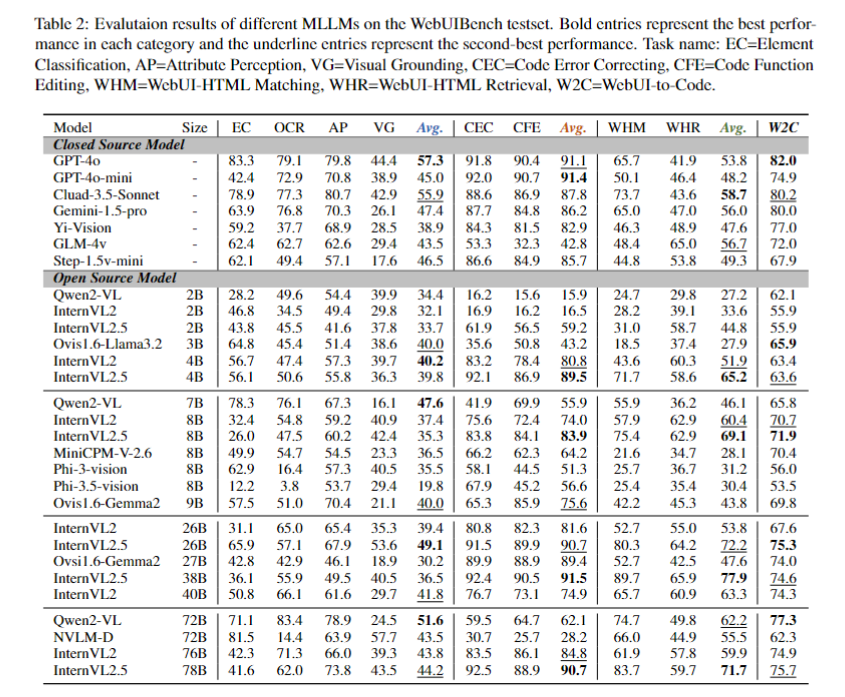 Table 2: Evalutaion results of different MLLMs on the WebUIBench testset. Bold entries represent the best perfor-
mance in each category and the underline entries represent the second-best performance. Task name: EC=Element
Classification, AP=Attribute Perception, VG=Visual Grounding, CEC=Code Error Correcting, CFE=Code Function
Editing, WHM=WebUI-HTML Matching, WHR=WebUI-HTML Retrieval, W2C=WebUI-to-Code.
Model Size EC OCR AP VG Avg. CEC CFE Avg. WHM WHR Avg. W2C
Closed Source Model
GPT-4o - 83.3 79.1 79.8 44.4 57.3 91.8 90.4 91.1 65.7 41.9 53.8 82.0
GPT-4o-mini - 42.4 72.9 70.8 38.9 45.0 92.0 90.7 91.4 50.1 46.4 48.2 74.9
Cluad-3.5-Sonnet - 78.9 77.3 80.7 42.9 55.9 88.6 86.9 87.8 73.7 43.6 58.7 80.2
Gemini-1.5-pro - 63.9 76.8 70.3 26.1 47.4 87.7 84.8 86.2 65.0 47.0 56.0 80.0
Yi-Vision - 59.2 37.7 68.9 28.5 38.9 84.3 81.5 82.9 46.3 48.9 47.6 77.0
GLM-4v - 62.4 62.7 62.6 29.4 43.5 53.3 32.3 42.8 48.4 65.0 56.7 72.0
Step-1.5v-mini - 62.1 49.4 57.1 17.6 46.5 86.6 84.9 85.7 44.8 53.8 49.3 67.9
Open Source Model
Qwen2-VL 2B 28.2 49.6 54.4 39.9 34.4 16.2 15.6 15.9 24.7 29.8 27.2 62.1
InternVL2 2B 46.8 34.5 49.4 29.8 32.1 16.9 16.2 16.5 28.2 39.1 33.6 55.9
InternVL2.5 2B 43.8 45.5 41.6 37.8 33.7 61.9 56.5 59.2 31.0 58.7 44.8 55.9
Ovis1.6-Llama3.2 3B 64.8 45.4 51.4 38.6 40.0 35.6 50.8 43.2 18.5 37.4 27.9 65.9
InternVL2 4B 56.7 47.4 57.3 39.7 40.2 83.2 78.4 80.8 43.6 60.3 51.9 63.4
InternVL2.5 4B 56.1 50.6 55.8 36.3 39.8 92.1 86.9 89.5 71.7 58.6 65.2 63.6
Qwen2-VL 7B 78.3 76.1 67.3 16.1 47.6 41.9 69.9 55.9 55.9 36.2 46.1 65.8
InternVL2 8B 32.4 54.8 59.2 40.9 37.4 75.6 72.4 74.0 57.9 62.9 60.4 70.7
InternVL2.5 8B 26.0 47.5 60.2 42.4 35.3 83.8 84.1 83.9 75.4 62.9 69.1 71.9
MiniCPM-V-2.6 8B 49.9 54.7 54.5 23.3 36.5 66.2 62.3 64.2 21.6 34.7 28.1 70.4
Phi-3-vision 8B 62.9 16.4 57.3 40.5 35.5 58.1 44.5 51.3 25.7 36.7 31.2 56.0
Phi-3.5-vision 8B 12.2 3.8 53.7 29.4 19.8 67.9 45.2 56.6 25.4 35.4 30.4 53.5
Ovis1.6-Gemma2 9B 57.5 51.0 70.4 21.1 40.0 65.3 85.9 75.6 42.2 45.3 43.8 69.8
InternVL2 26B 31.1 65.0 65.4 35.3 39.4 80.8 82.3 81.6 52.7 55.0 53.8 67.6
InternVL2.5 26B 65.9 57.1 67.9 53.6 49.1 91.5 89.9 90.7 80.3 64.2 72.2 75.3
Ovsi1.6-Gemma2 27B 42.8 42.9 46.1 18.9 30.2 89.9 88.9 89.4 52.7 42.5 47.6 74.0
InternVL2.5 38B 36.1 55.9 49.5 40.5 36.5 92.4 90.5 91.5 89.7 65.9 77.9 74.6
InternVL2 40B 50.8 66.1 61.6 29.7 41.8 76.7 73.1 74.9 65.7 60.9 63.3 74.3
Qwen2-VL 72B 71.1 83.4 78.9 24.5 51.6 59.5 64.7 62.1 74.7 49.8 62.2 77.3
NVLM-D 72B 81.5 14.4 63.9 57.7 43.5 30.7 25.7 28.2 66.0 44.9 55.5 62.3
InternVL2 76B 42.3 71.3 66.0 39.3 43.8 83.5 86.1 84.8 61.9 57.8 59.9 74.9
InternVL2.5 78B 41.6 62.0 73.8 43.5 44.2 92.5 88.9 90.7 83.7 59.7 71.7 75.7